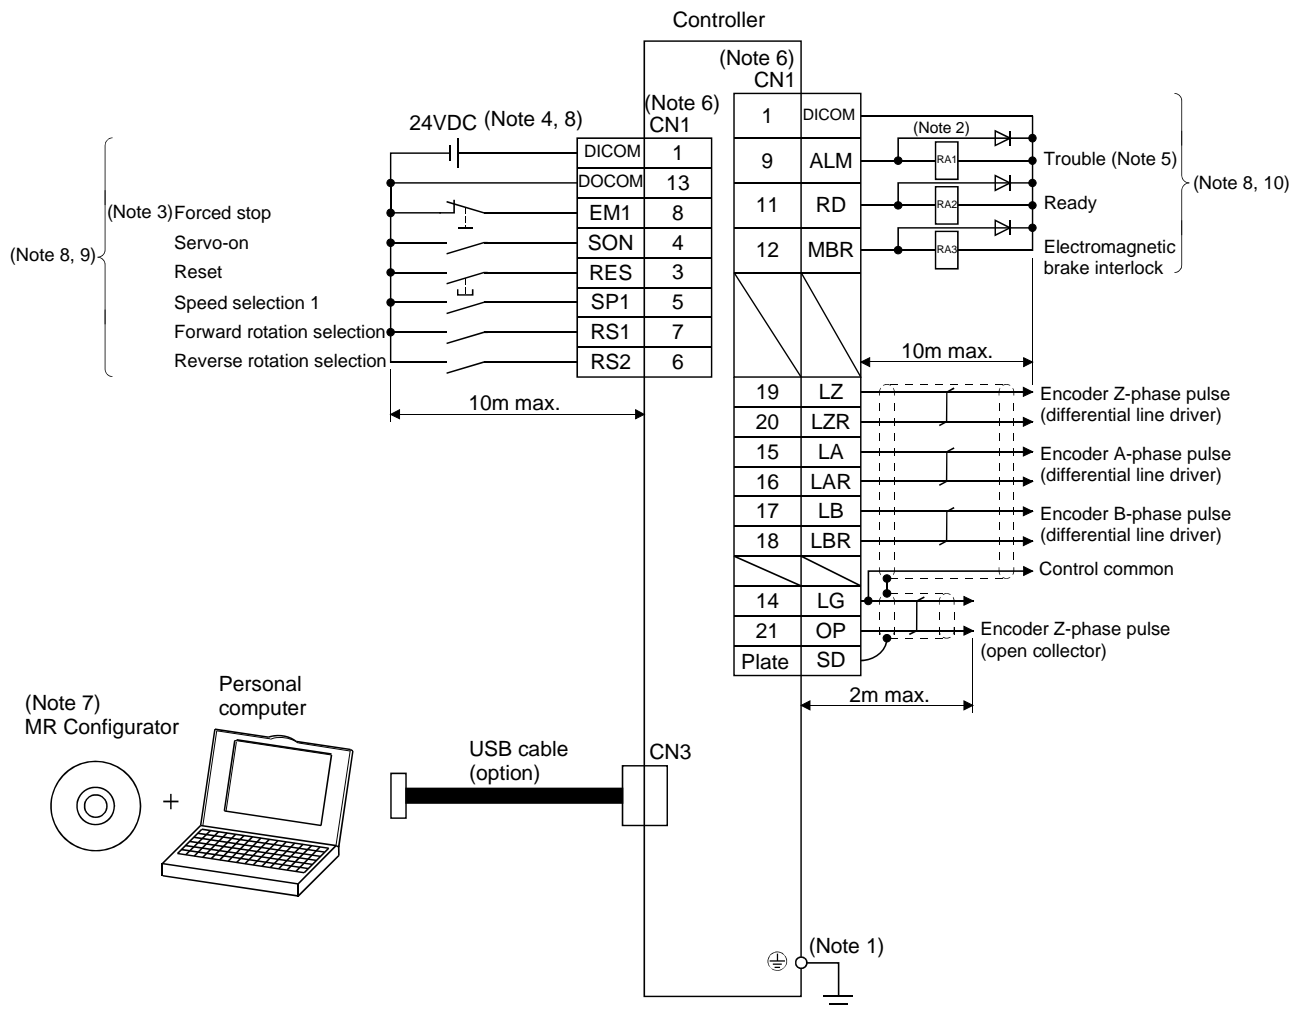 Controller
(Note 6)
CN1
24VDC (Note 4, 8)
(Note 6)
CN1
DICOM 1
DOCOM 13
(Note 3) Forced stop EM1 8
Servo-on SON 4
Reset RES 3
Speed selection 1 SP1 5
Forward rotation selection RS1 7
Reverse rotation selection RS2 6
(Note 8, 9)
10m max.
1 DICOM
(Note 2)
9 ALM RA1 Trouble (Note 5)
11 RD RA2 Ready
12 MBR RA3 Electromagnetic
brake interlock
(Note 8, 10)
10m max.
19 LZ Encoder Z-phase pulse
(differential line driver)
20 LZR
15 LA Encoder A-phase pulse
(differential line driver)
16 LAR
17 LB Encoder B-phase pulse
(differential line driver)
18 LBR
Control common
14 LG
21 OP Encoder Z-phase pulse
(open collector)
Plate SD
2m max.
(Note 7)
MR Configurator
+
Personal
computer
USB cable
(option)
CN3
(Note 1)